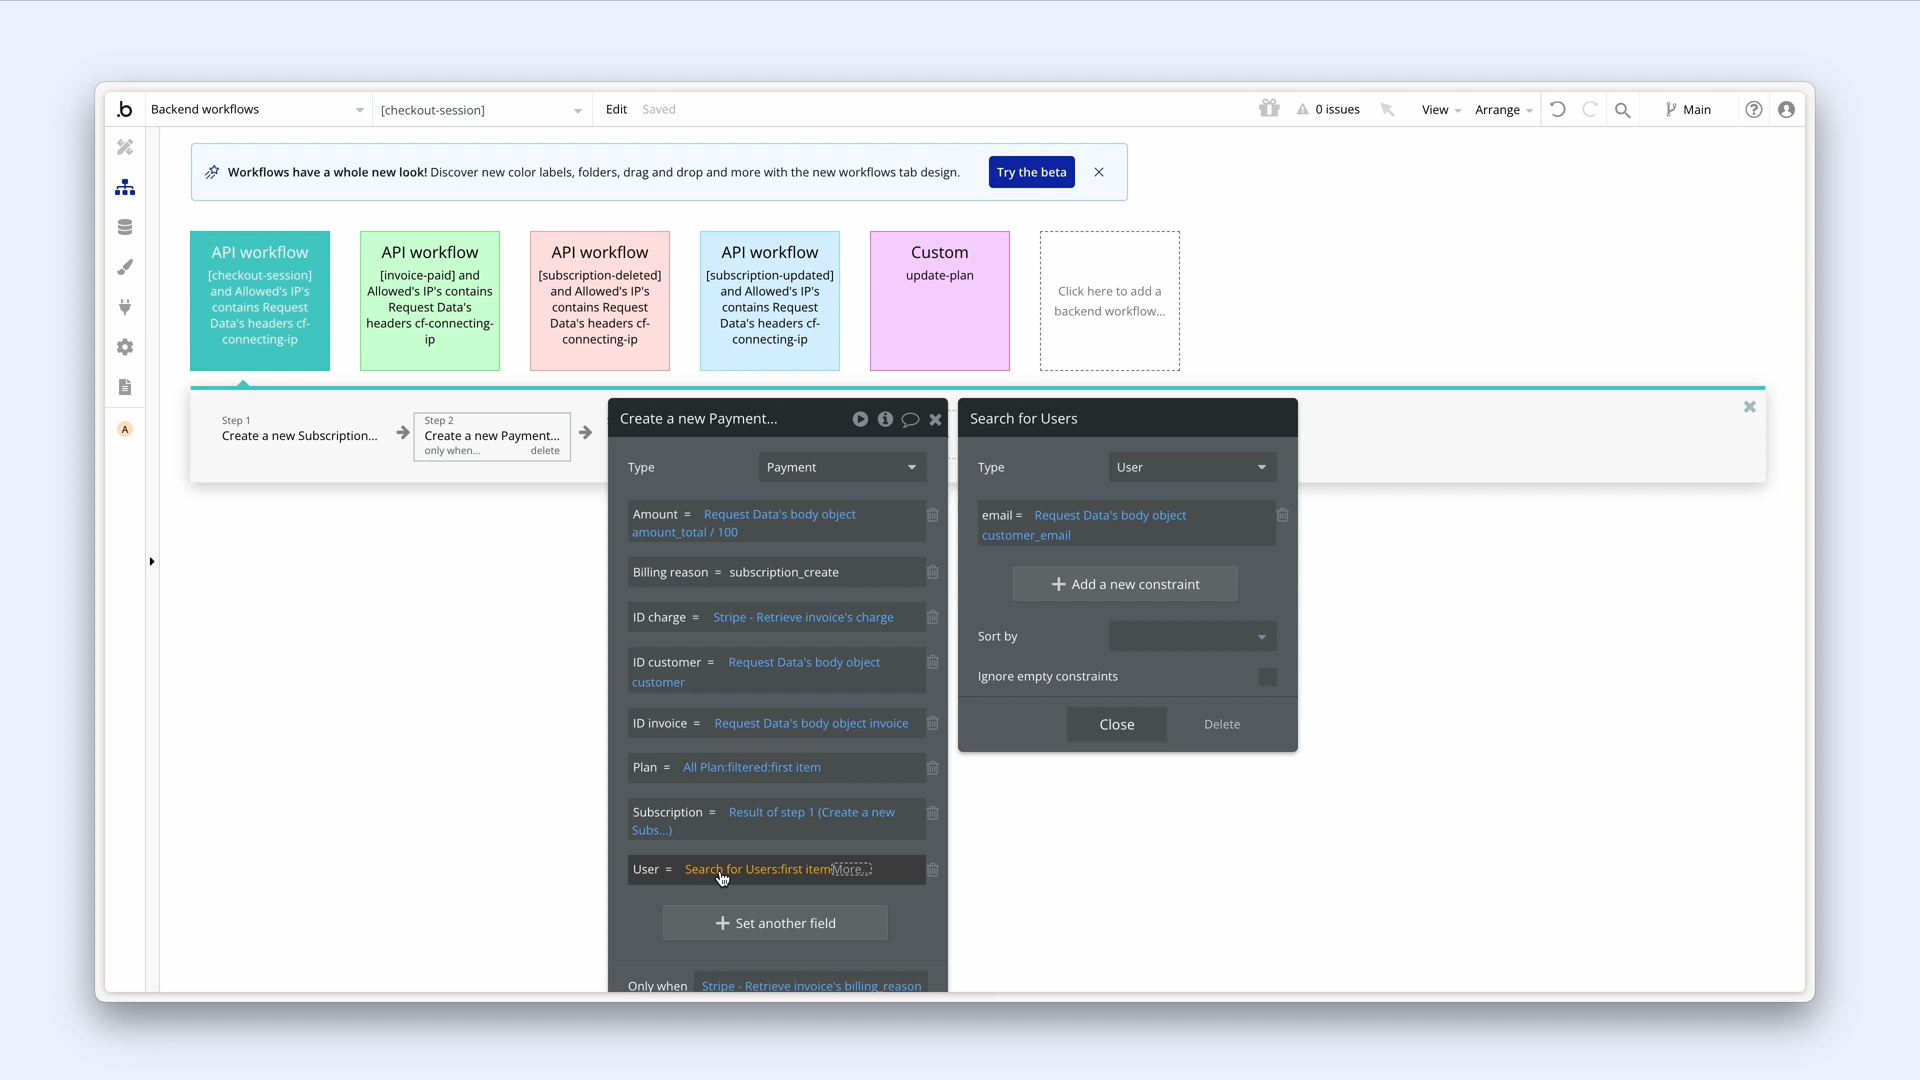 .b
Backend workflows
[checkout-session]
Edit
Saved
0 issues
View
Arrange
Main
Workflows have a whole new look! Discover new color labels, folders, drag and drop and more with the new workflows tab design.
Try the beta
API workflow
[checkout-session]
and Allowed's IP's
contains Request
Data's headers cf-
connecting-ip
API workflow
[invoice-paid] and
Allowed's IP's contains
Request Data's
headers cf-connecting-
ip
API workflow
[subscription-deleted]
and Allowed's IP's
contains Request
Data's headers cf-
connecting-ip
API workflow
[subscription-updated]
and Allowed's IP's
contains Request
Data's headers cf-
connecting-ip
Custom
update-plan
Click here to add a
backend workflow...
A
Step 1
Create a new Subscription...
Step 2
Create a new Payment...
only when...
delete
Create a new Payment...
Type
Payment
Amount = Request Data's body object
amount_total / 100
Billing reason = subscription_create
ID charge = Stripe - Retrieve invoice's charge
ID customer = Request Data's body object
customer
ID invoice = Request Data's body object invoice
Plan = All Plan:filtered:first item
Subscription = Result of step 1 (Create a new
Subs...)
User = Search for Users:first item More...
Set another field
Only when Stripe - Retrieve invoice's billing_reason
Search for Users
Type
User
email = Request Data's body object
customer_email
Add a new constraint
Sort by
Ignore empty constraints
Close
Delete